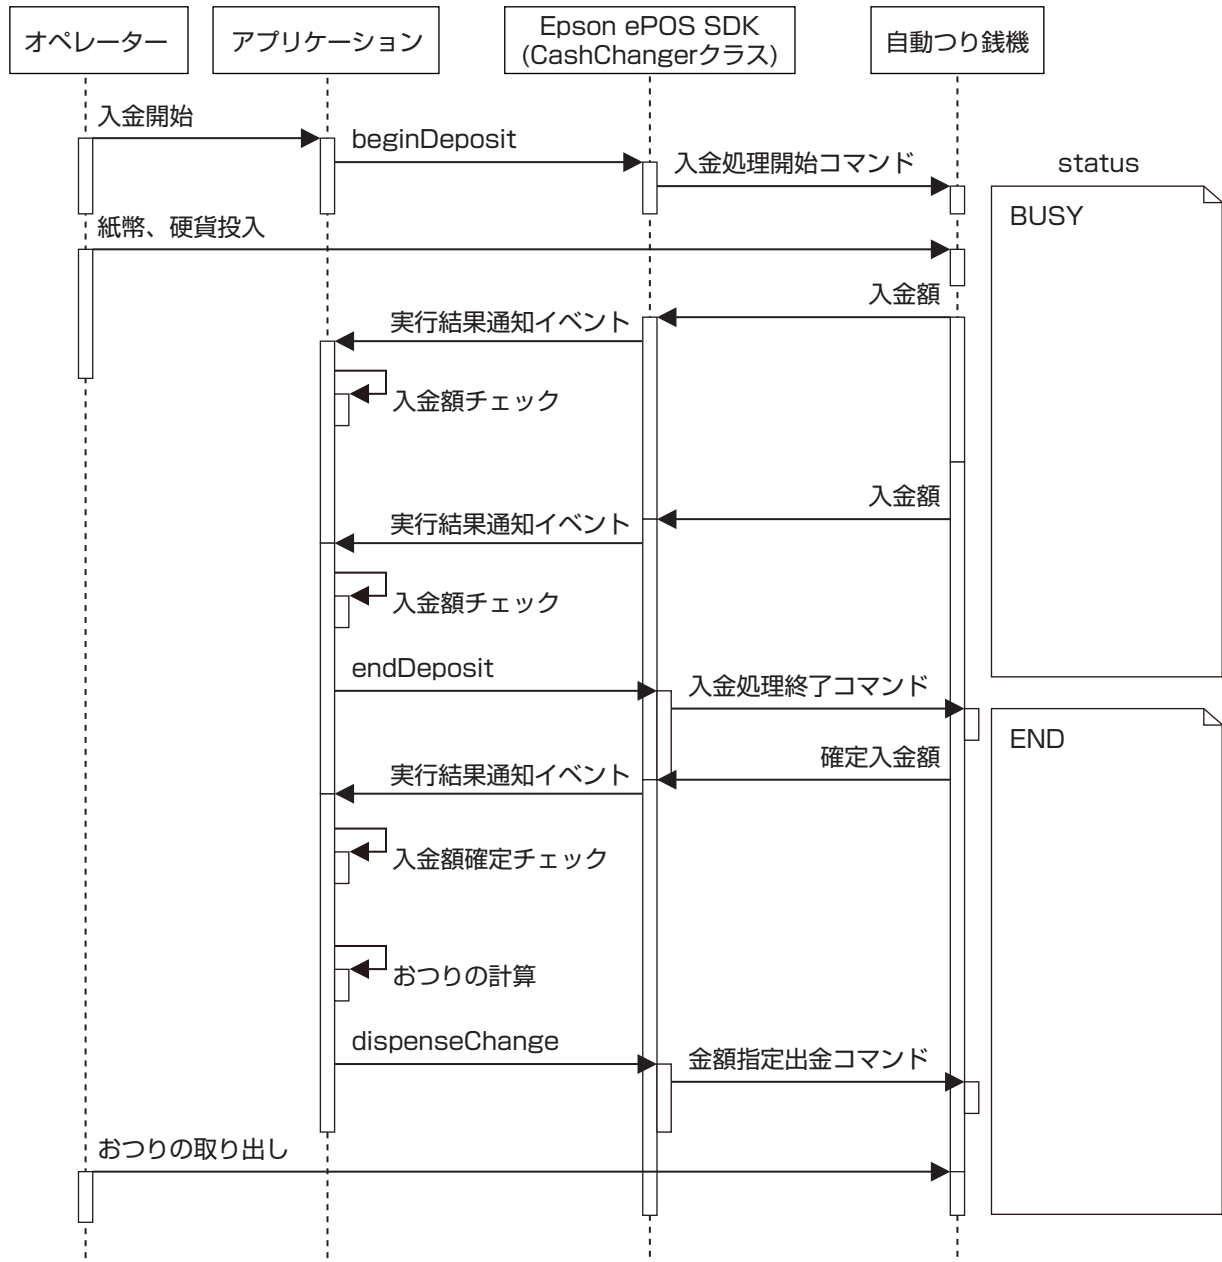 オペレーター
アプリケーション
Epson ePOS SDK
(CashChangerクラス)
自動つり銭機
入金開始
beginDeposit
入金処理開始コマンド
status
BUSY
紙幣、硬貨投入
入金額
実行結果通知イベント
入金額チェック
入金額
実行結果通知イベント
入金額チェック
endDeposit
入金処理終了コマンド
END
確定入金額
実行結果通知イベント
入金額確定チェック
おつりの計算
dispenseChange
金額指定出金コマンド
おつりの取り出し